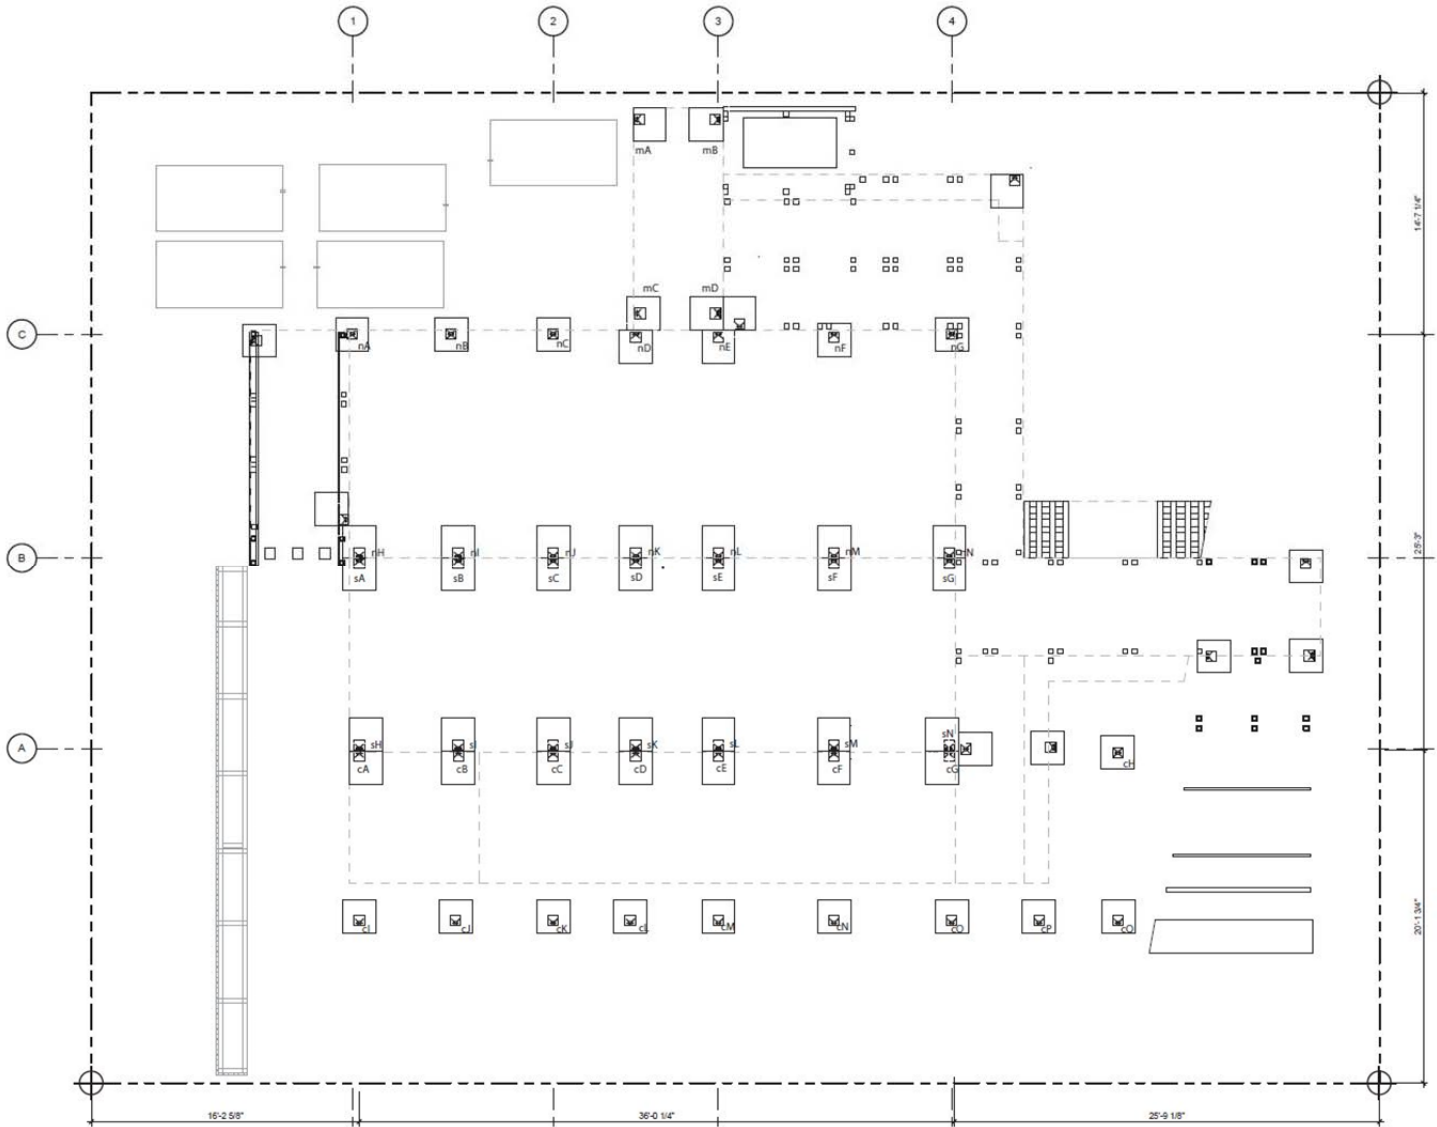 1 2 3 4
mA mB
14'-7 1/4"
mC mD
C
nA nB nC nD nE nF nG
B
nH nI nJ nK nL nM nN
sA sB sC sD sE sF sG
25'-3"
A
sH sI sJ sK sL sM sN
cA cB cC cD cE cF cG cH
cI cJ cK cL cM cN cO cP cQ
20'-1 3/4"
16'-2 5/8" 36'-0 1/4" 25'-9 1/8"